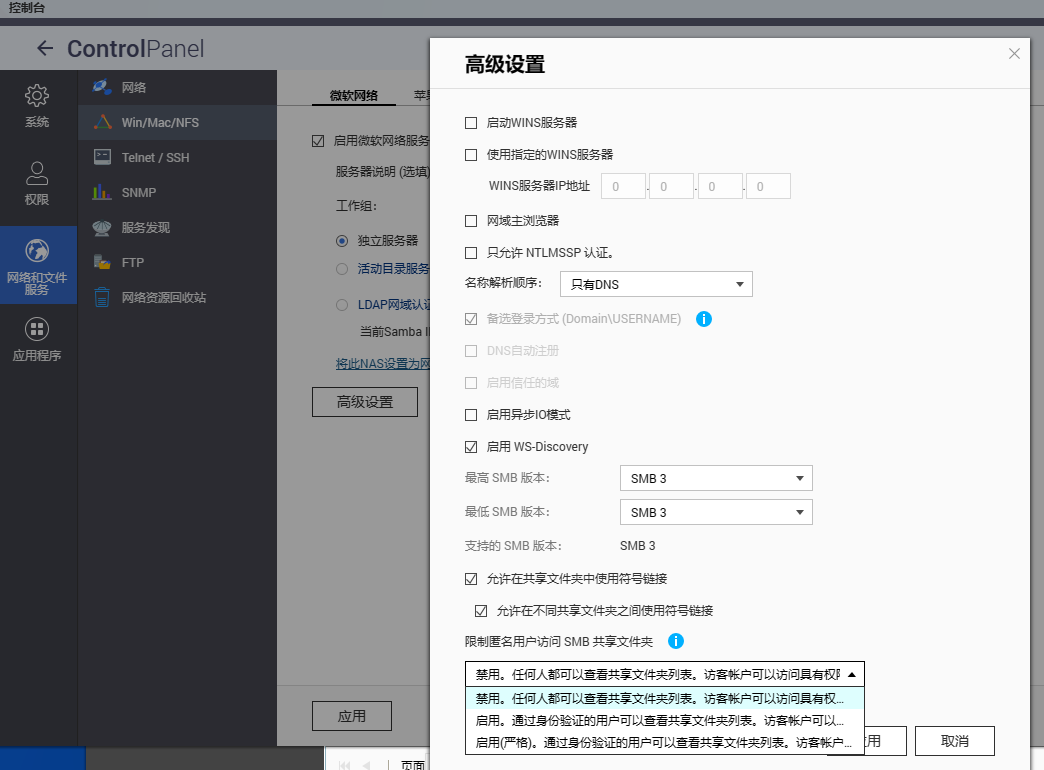 控制台
ControlPanel
系统
权限
网络和文件
服务
应用程序
网络
Win/Mac/NFS
Telnet / SSH
SNMP
服务发现
FTP
网络资源回收站
微软网络
启用微软网络服务
服务器说明 (选填)
工作组:
独立服务器
活动目录服务
LDAP网域认证
当前Samba I
将此NAS设置为网
高级设置
应用
页面
高级设置
启动WINS服务器
使用指定的WINS服务器
WINS服务器IP地址 0 . 0 . 0 . 0
网域主浏览器
只允许 NTLMSSP 认证。
名称解析顺序: 只有DNS
备选登录方式 (Domain\USERNAME)
DNS自动注册
启用信任的域
启用异步IO模式
启用 WS-Discovery
最高 SMB 版本: SMB 3
最低 SMB 版本: SMB 3
支持的 SMB 版本: SMB 3
允许在共享文件夹中使用符号链接
允许在不同共享文件夹之间使用符号链接
限制匿名用户访问 SMB 共享文件夹
禁用。任何人都可以查看共享文件夹列表。访客帐户可以访问具有权
禁用。任何人都可以查看共享文件夹列表。访客帐户可以访问具有权...
启用。通过身份验证的用户可以查看共享文件夹列表。访客帐户可以...
启用(严格)。通过身份验证的用户可以查看共享文件夹列表。访客帐户...
用
取消